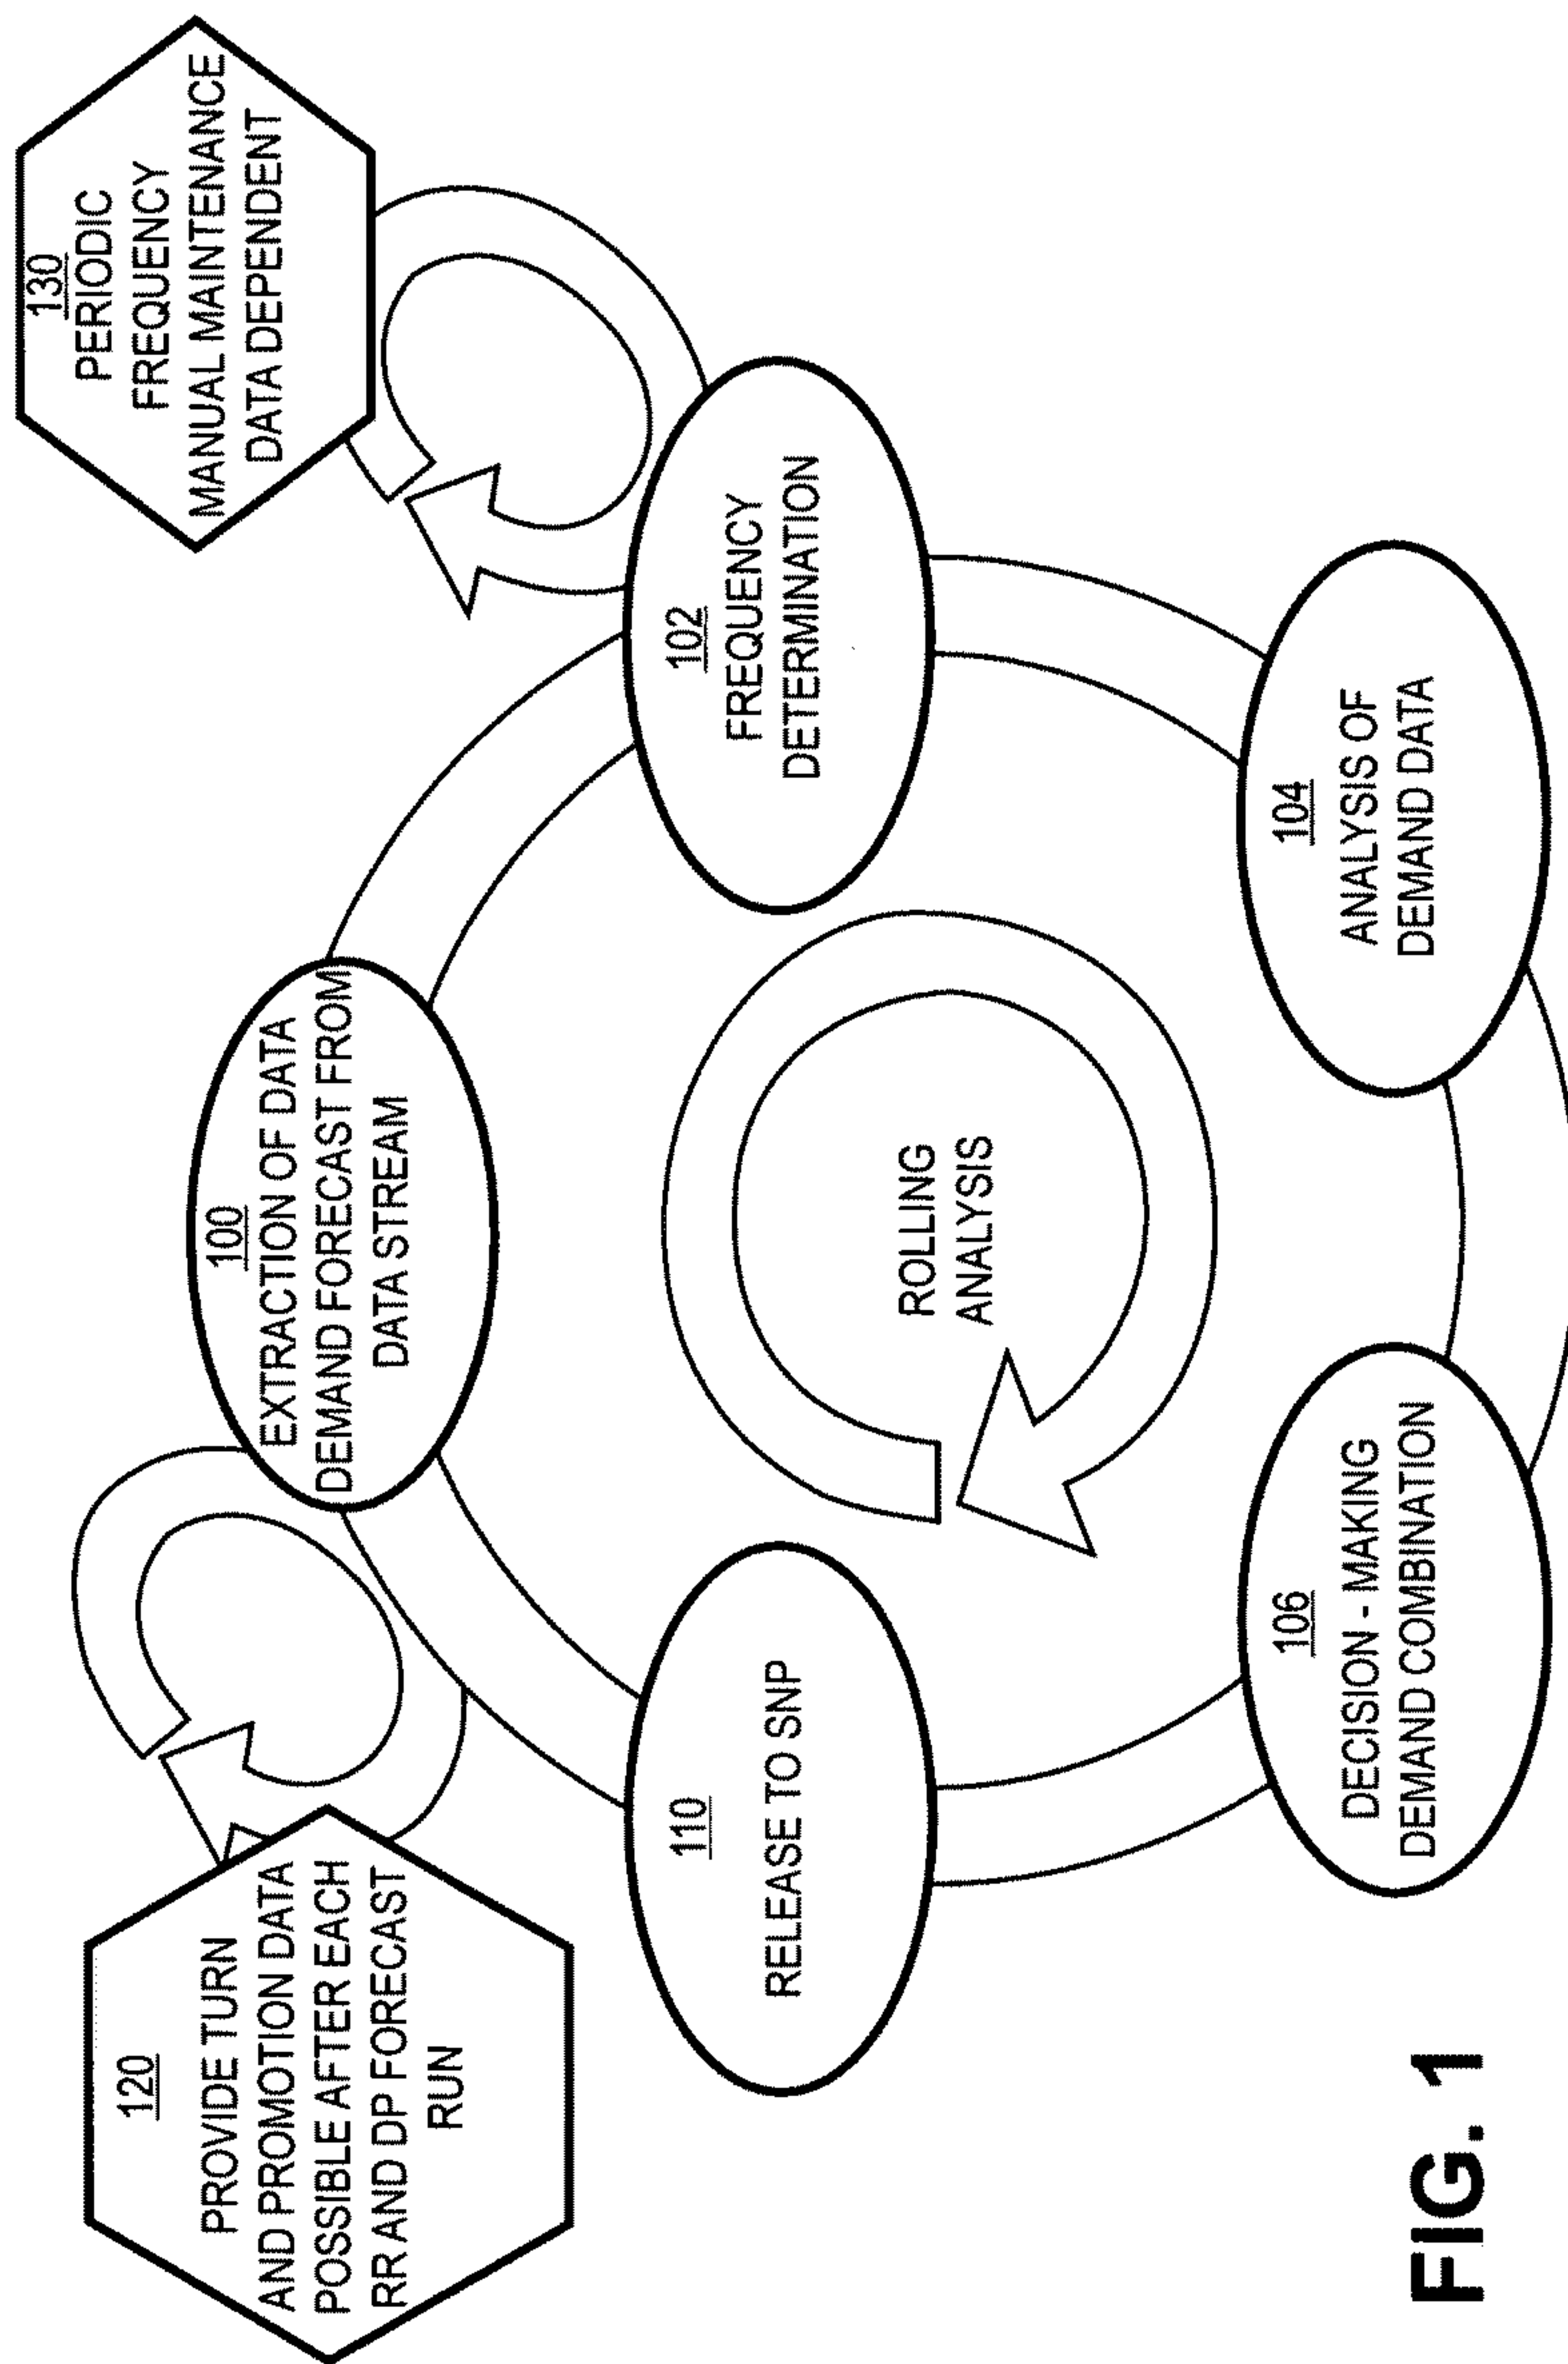 120
PROVIDE TURN
AND PROMOTION DATA
POSSIBLE AFTER EACH
RR AND DP FORECAST
RUN
100
EXTRACTION OF DATA
DEMAND FORECAST FROM
DATA STREAM
130
PERIODIC
FREQUENCY
MANUAL MAINTENANCE
DATA DEPENDENT
110
RELEASE TO SNP
102
FREQUENCY
DETERMINATION
ROLLING
ANALYSIS
106
DECISION - MAKING
DEMAND COMBINATION
104
ANALYSIS OF
DEMAND DATA
FIG. 1